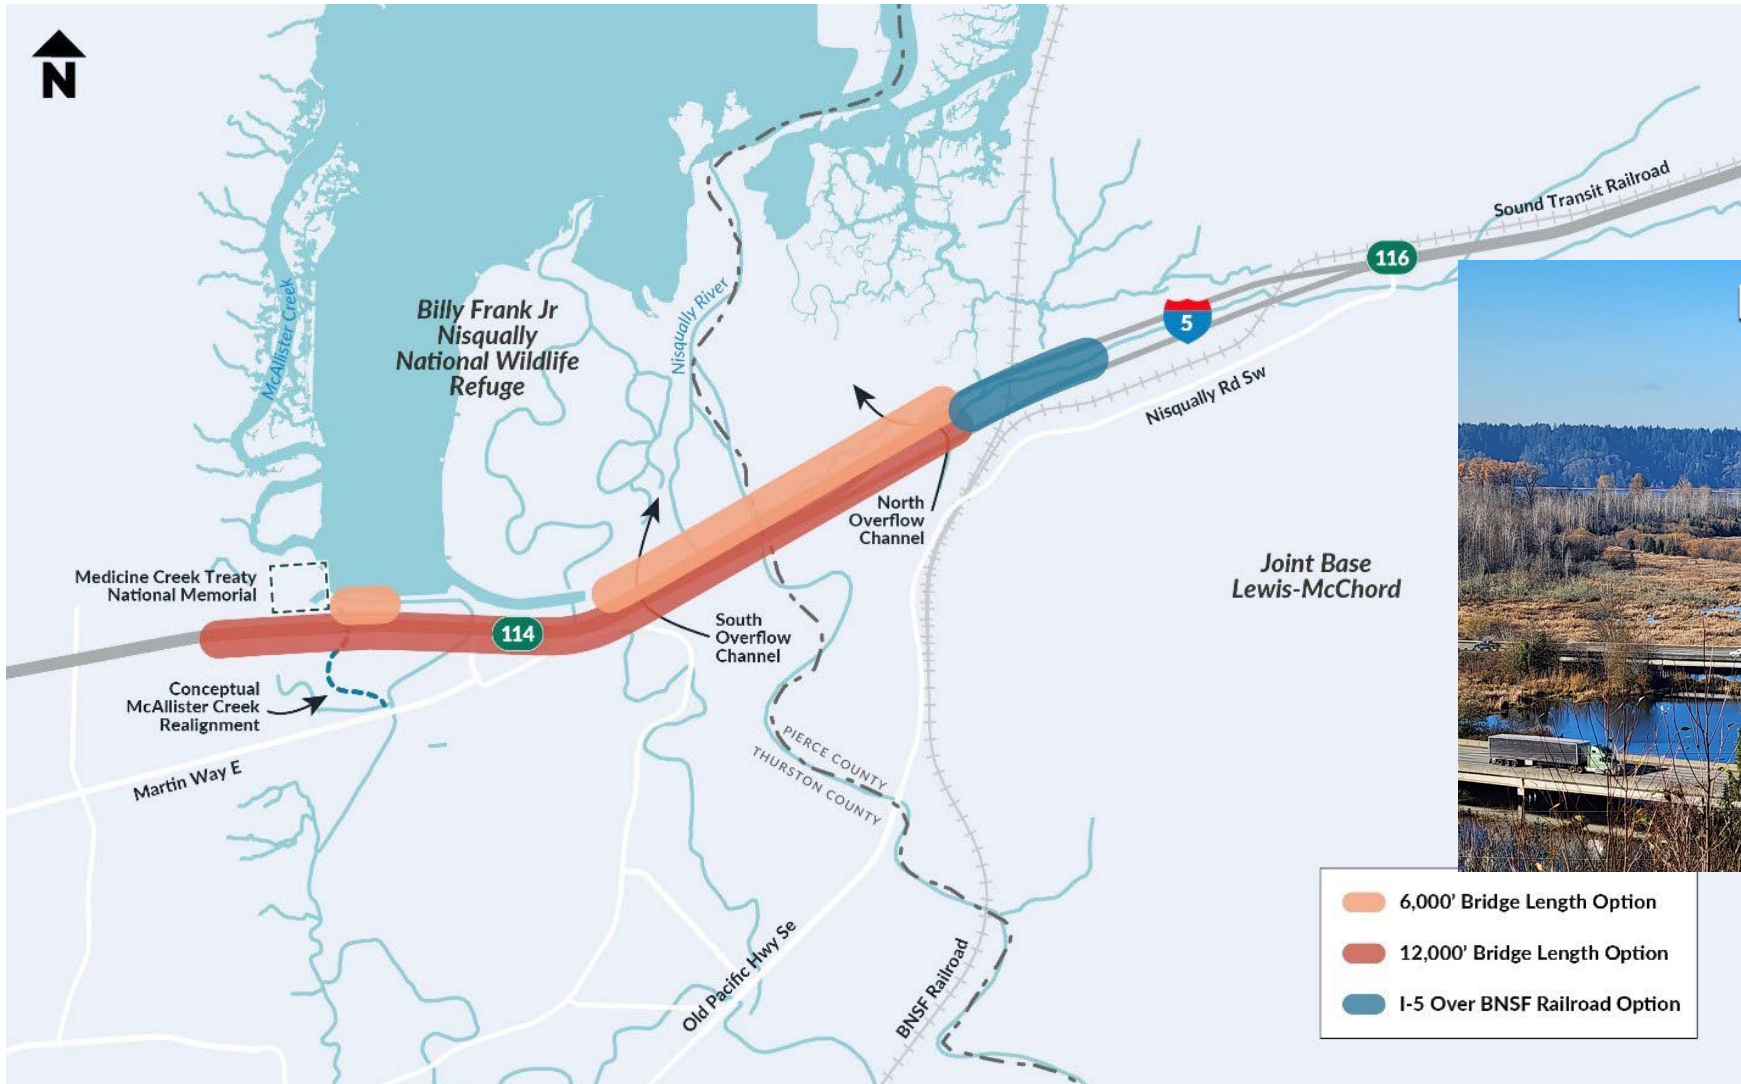 N
Sound Transit Railroad
116
5
McAllister Creek
Billy Frank Jr
Nisqually
National Wildlife
Refuge
Nisqually River
Nisqually Rd Sw
North
Overflow
Channel
Joint Base
Lewis-McChord
Medicine Creek Treaty
National Memorial
114
South
Overflow
Channel
Conceptual
McAllister Creek
Realignment
Martin Way E
PIERCE COUNTY
THURSTON COUNTY
Old Pacific Hwy Se
BNSF Railroad
6,000’ Bridge Length Option
12,000’ Bridge Length Option
I-5 Over BNSF Railroad Option